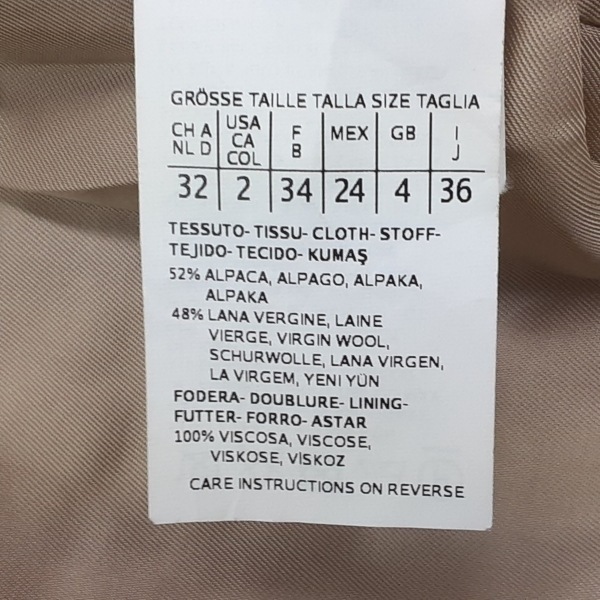 GRÖSSE TAILLE TALLA SIZE TAGLIA
CH A NL D USA CA COL F B MEX GB I J
32 2 34 24 4 36
TESSUTO- TISSU- CLOTH- STOFF-
TEJIDO- TECIDO- KUMAŞ
52% ALPACA, ALPAGO, ALPAKA,
ALPAKA
48% LANA VERGINE, LAINE
VIERGE, VIRGIN WOOL,
SCHURWOLLE, LANA VIRGEN,
LA VIRGEM, YENI YÜN
FODERA- DOUBLURE- LINING-
FUTTER- FORRO- ASTAR
100% VISCOSA, VISCOSE,
VISKOSE, VİSKOZ
CARE INSTRUCTIONS ON REVERSE